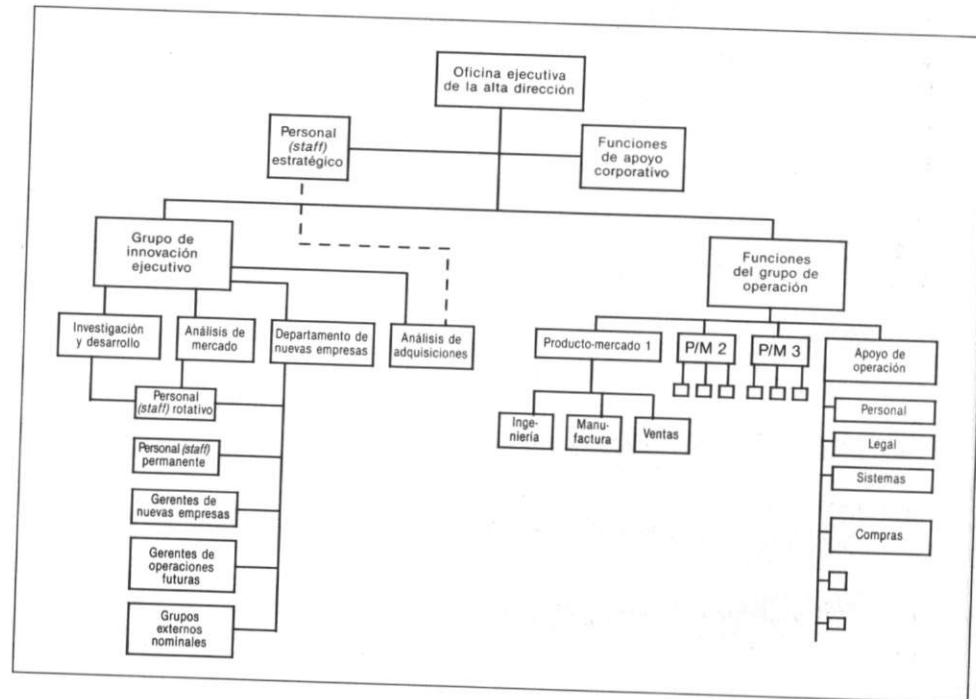 Oficina ejecutiva
de la alta dirección
Personal
(staff)
estratégico
Funciones
de apoyo
corporativo
Grupo de
innovación
ejecutivo
Funciones
del grupo de
operación
Investigación
y desarrollo
Análisis de
mercado
Departamento de
nuevas empresas
Análisis de
adquisiciones
Producto-mercado 1
P/M 2
P/M 3
Apoyo de
operación
Personal
(staff) rotativo
Inge-
niería
Manu-
factura
Ventas
Personal
Legal
Sistemas
Compras
Personal (staff)
permanente
Gerentes de
nuevas empresas
Gerentes de
operaciones
futuras
Grupos
externos
nominales